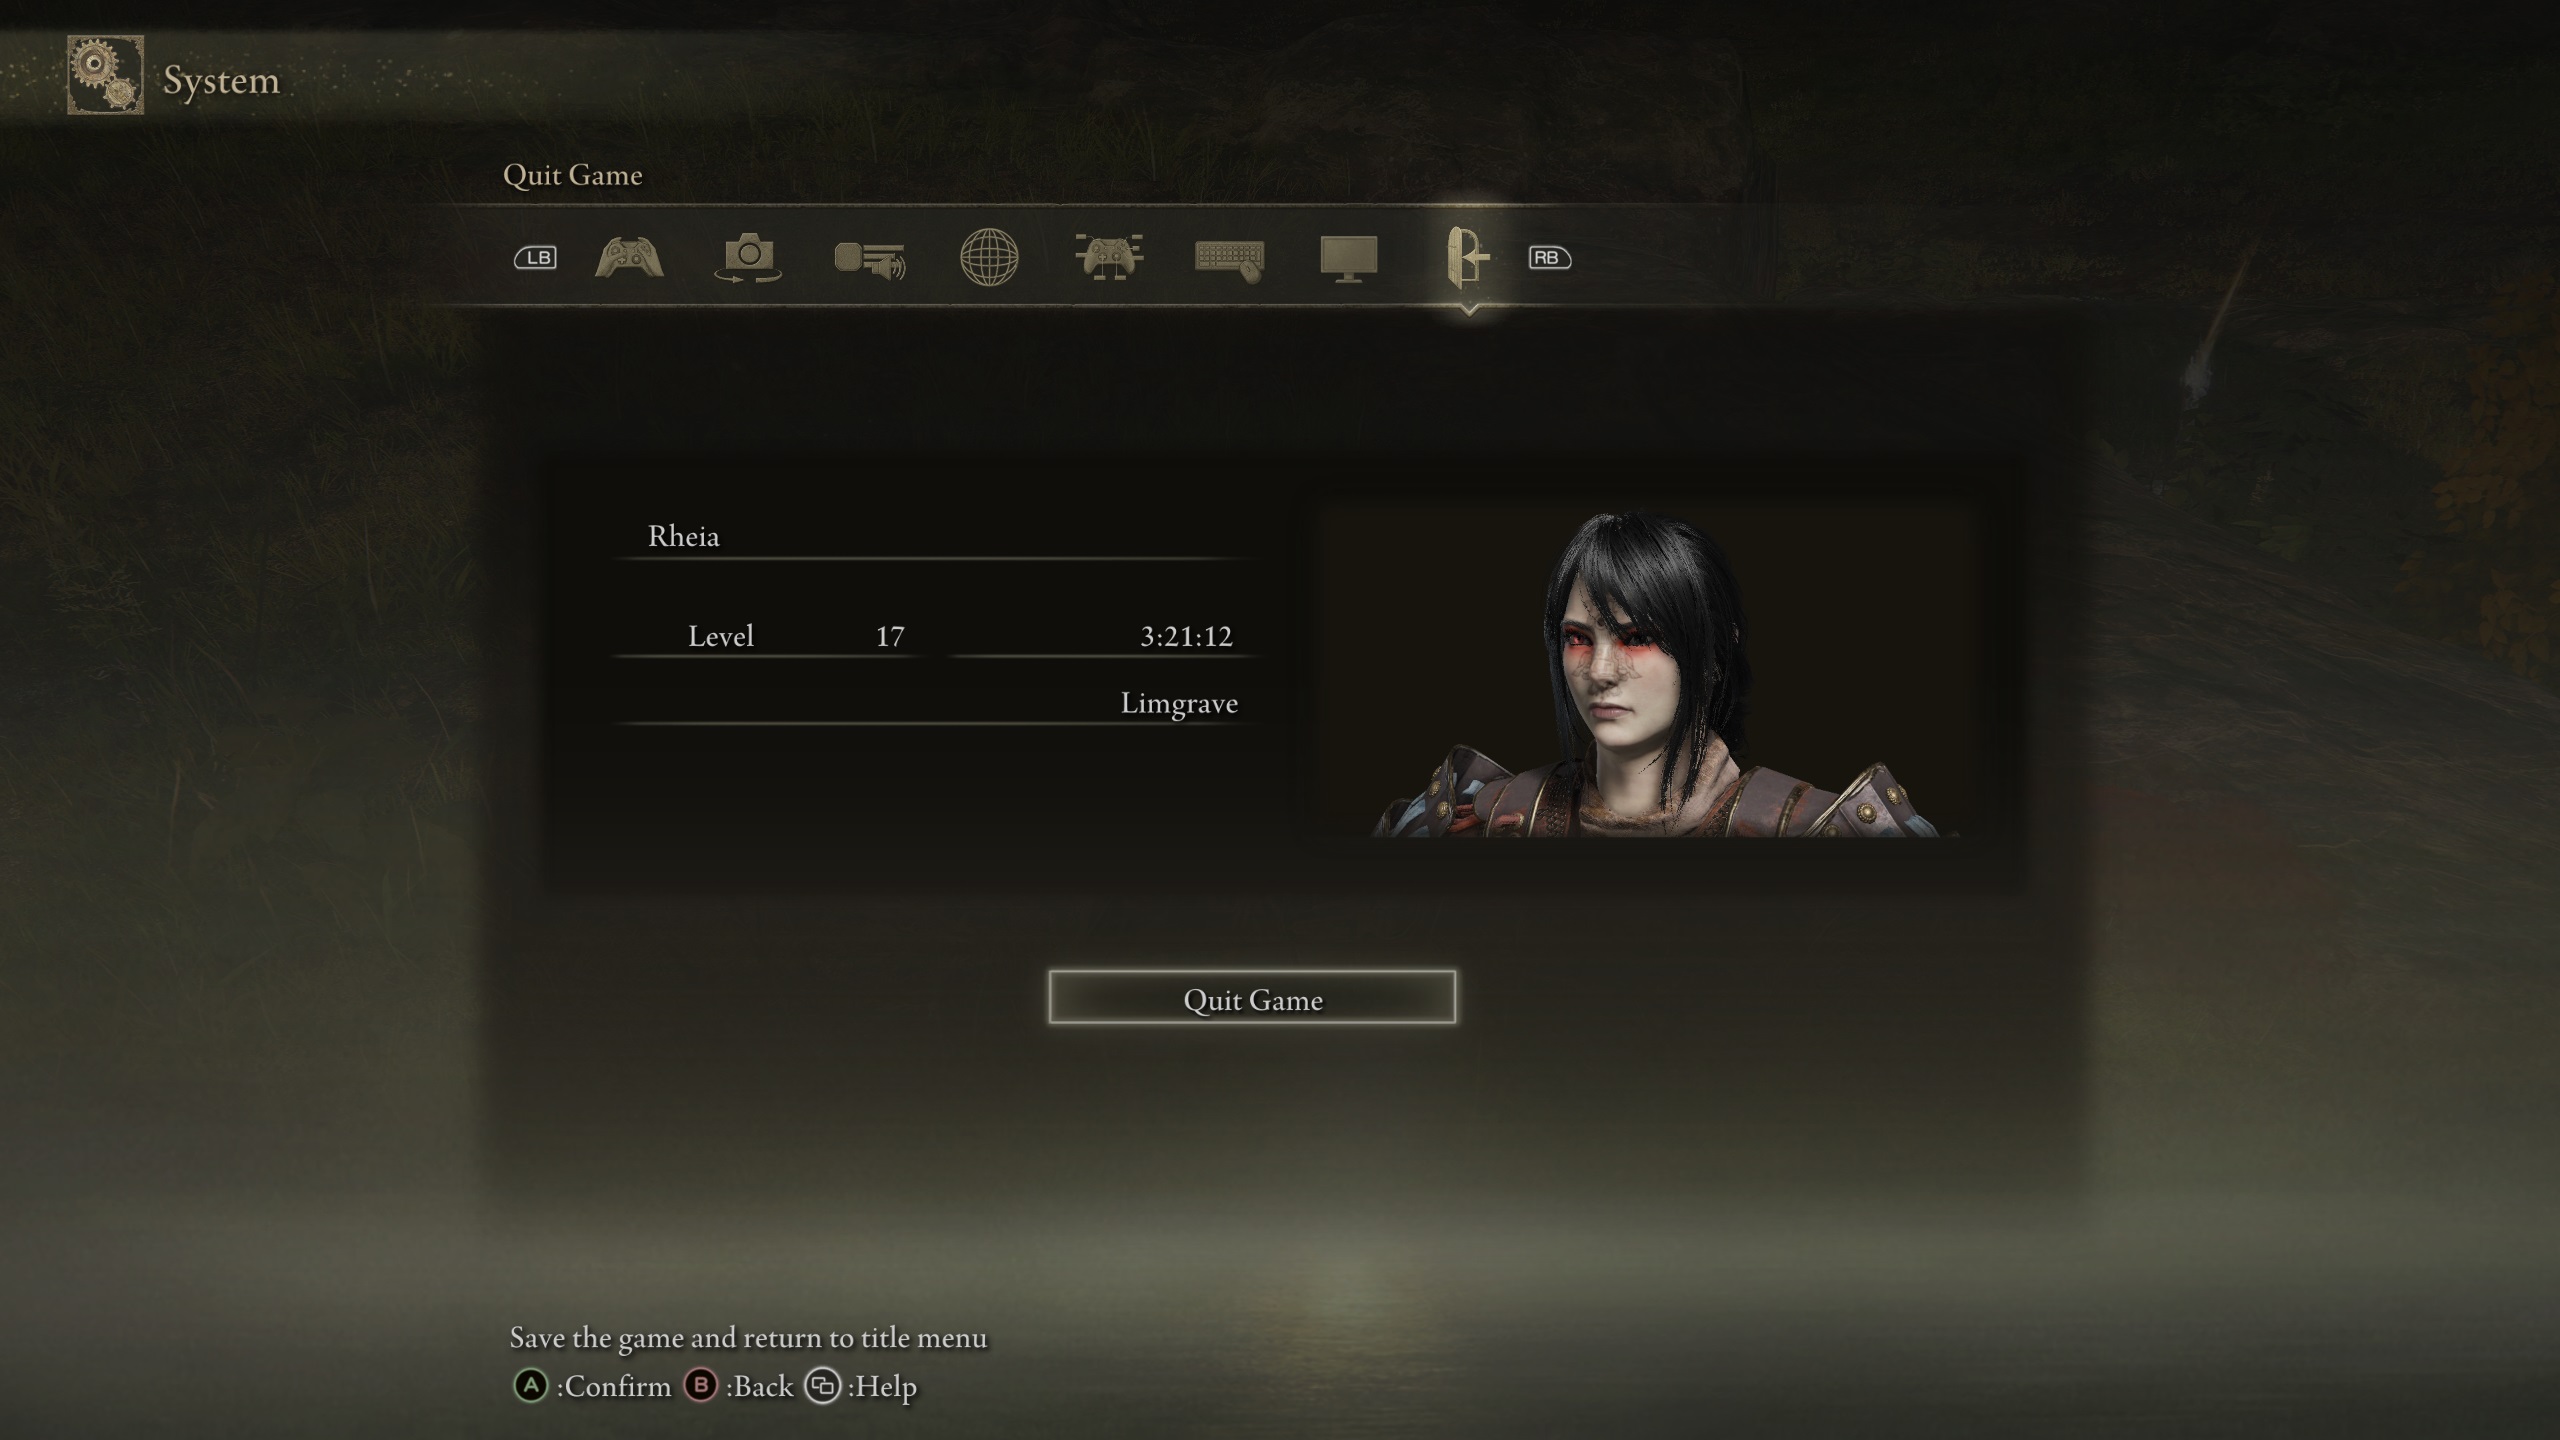 System
Quit Game
LB RB
Rheia
Level 17 3:21:12
Limgrave
Quit Game
Save the game and return to title menu
A :Confirm B :Back :Help